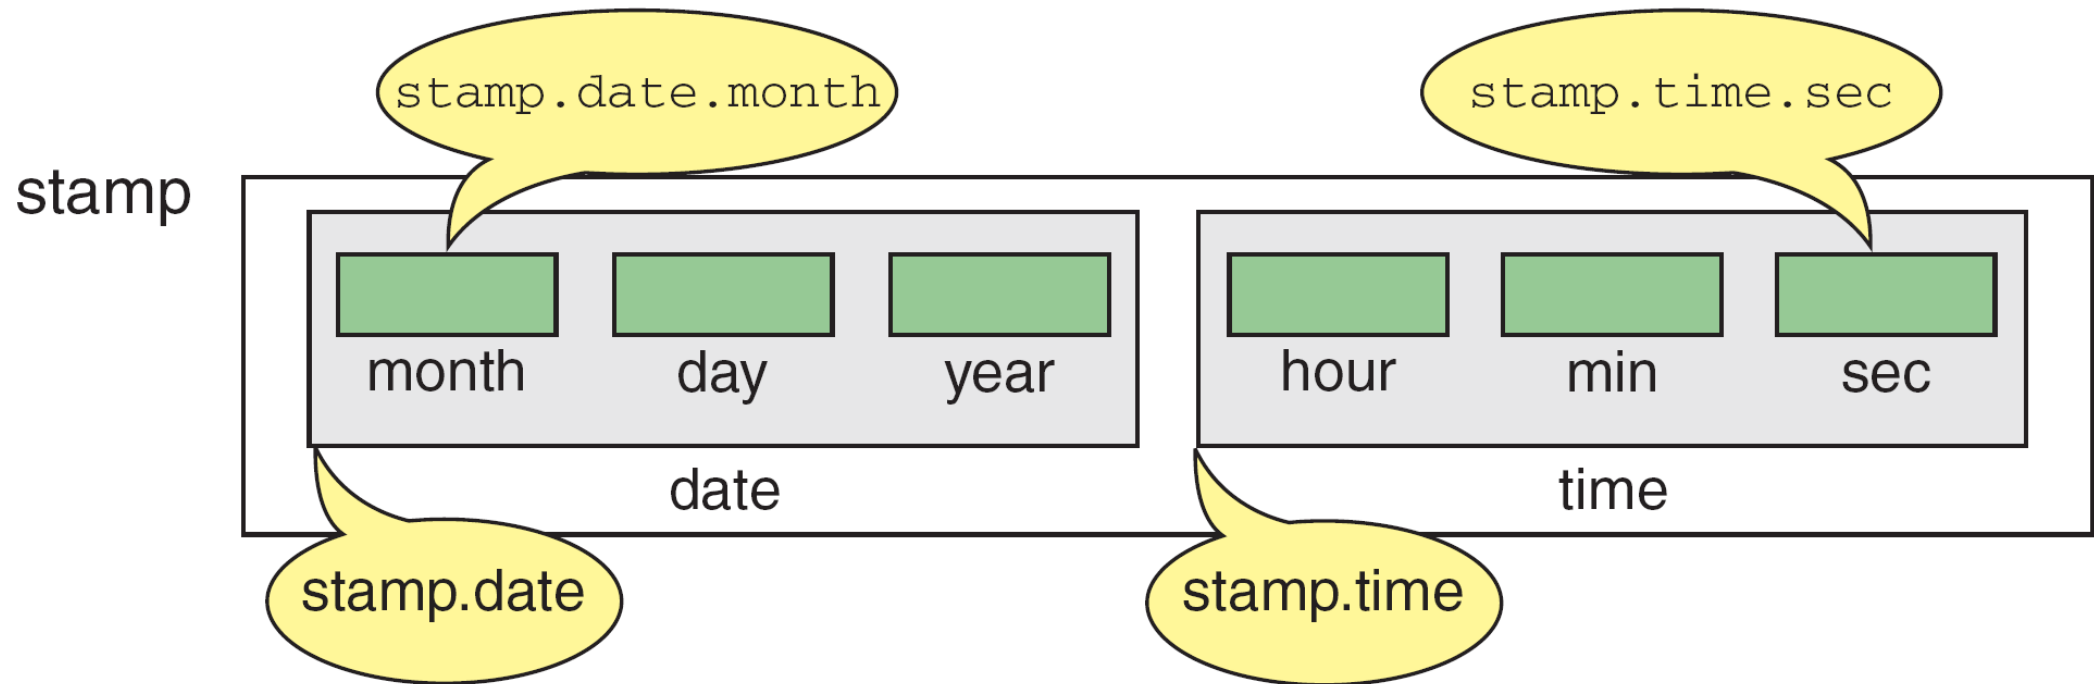 stamp.date.month
stamp.time.sec
stamp
month day year hour min sec
date time
stamp.date stamp.time